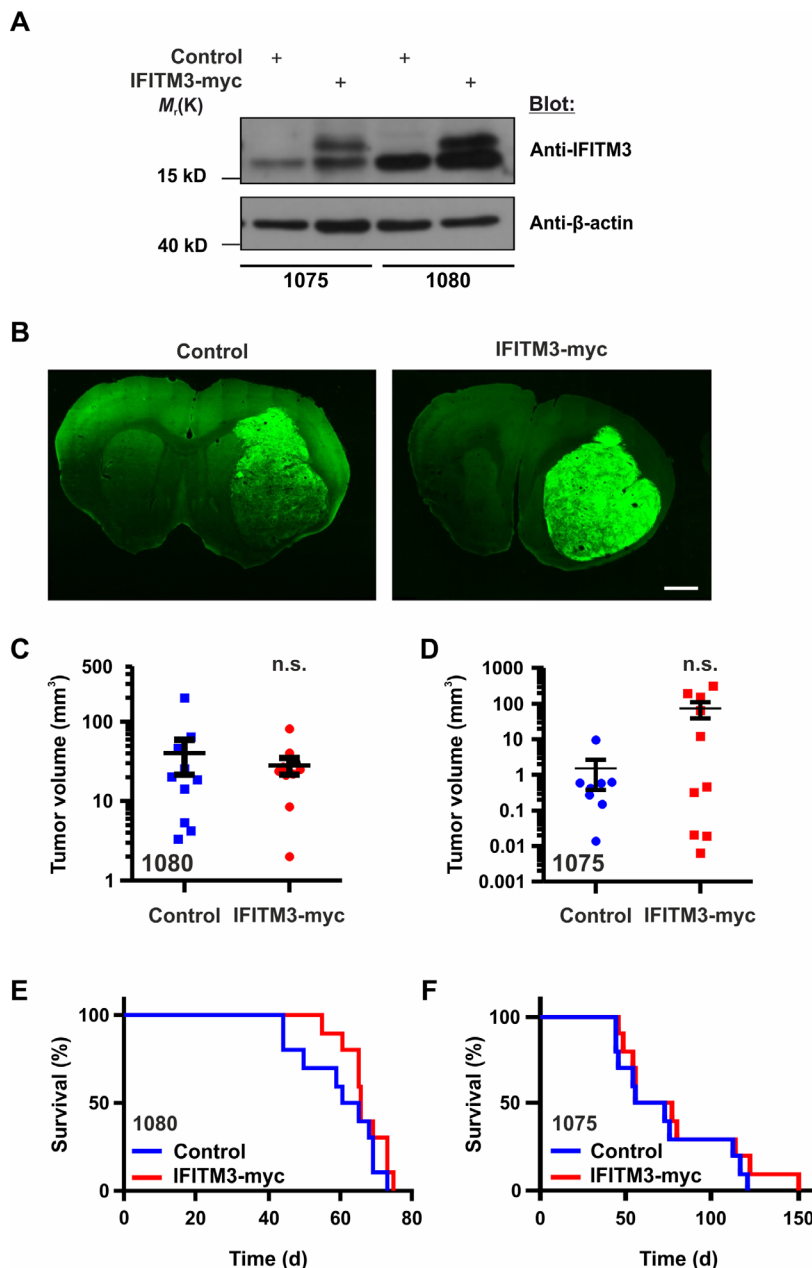 A
Control + +
IFITM3-myc + +
Mr(K) Blot:
Anti-IFITM3
15 kD
Anti-β-actin
40 kD
1075 1080
B
Control IFITM3-myc
C
n.s.
Tumor volume (mm³)
500
100
10
1
1080
Control IFITM3-myc
D
n.s.
Tumor volume (mm³)
1000
100
10
1
0.1
0.01
0.001
1075
Control IFITM3-myc
E
Survival (%)
100
50
0
1080
Control
IFITM3-myc
0 20 40 60 80
Time (d)
F
Survival (%)
100
50
0
1075
Control
IFITM3-myc
0 50 100 150
Time (d)